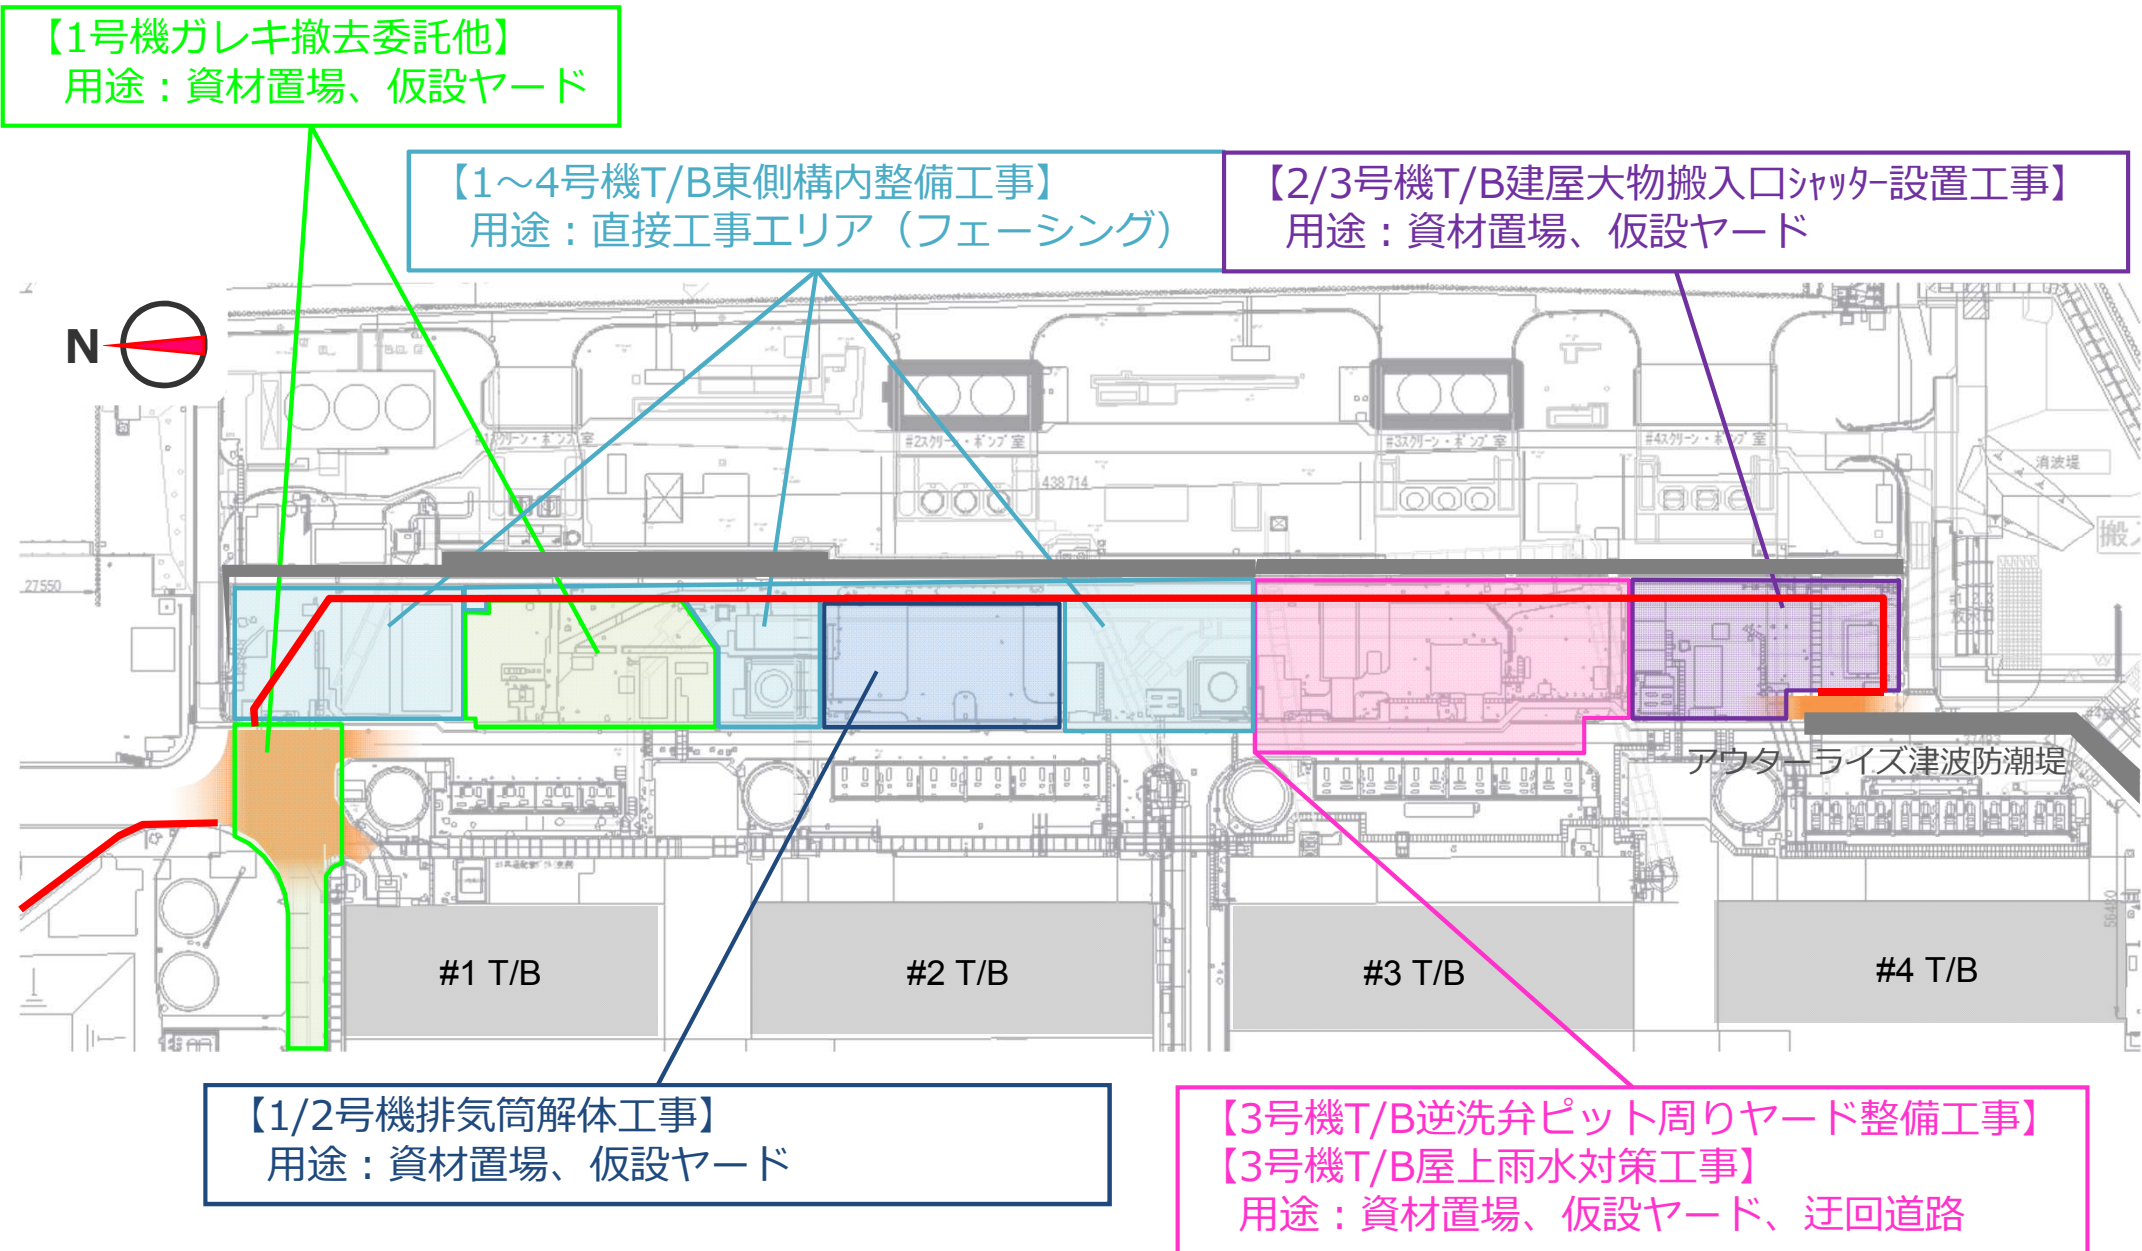 【1号機ガレキ撤去委託他】
用途：資材置場、仮設ヤード
【1～4号機T/B東側構内整備工事】
用途：直接工事エリア（フェーシング）
【2/3号機T/B建屋大物搬入口ｼｬｯﾀｰ設置工事】
用途：資材置場、仮設ヤード
N
#2スクリーン・ポンプ室
#3スクリーン・ポンプ室
#4スクリーン・ポンプ室
消波堤
438 714
搬入
27550
アウターライズ津波防潮堤
56480
#1 T/B
#2 T/B
#3 T/B
#4 T/B
【1/2号機排気筒解体工事】
用途：資材置場、仮設ヤード
【3号機T/B逆洗弁ピット周りヤード整備工事】
【3号機T/B屋上雨水対策工事】
用途：資材置場、仮設ヤード、迂回道路